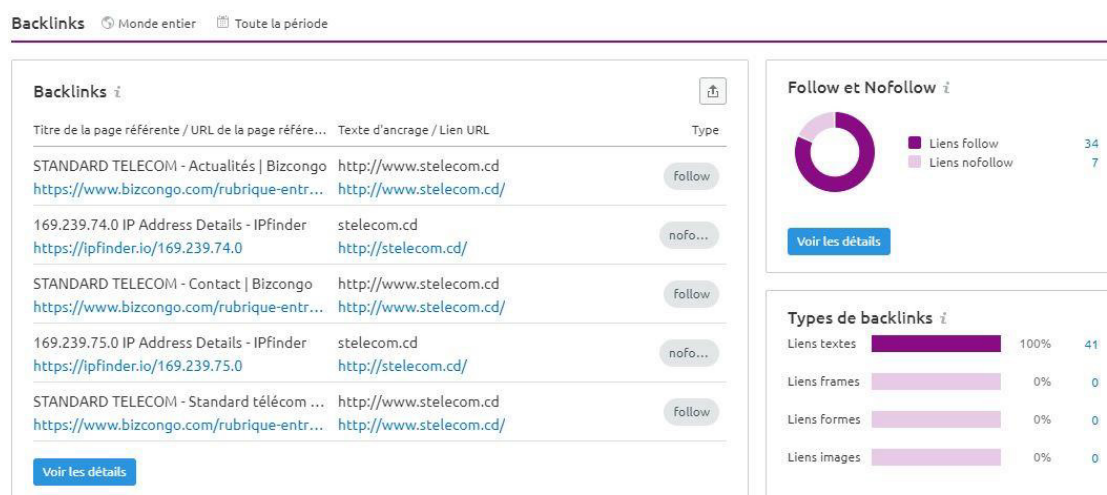 Backlinks Monde entier Toute la période
Backlinks i
Titre de la page référente / URL de la page référe... Texte d'ancrage / Lien URL Type
STANDARD TELECOM - Actualités | Bizcongo http://www.stelecom.cd
https://www.bizcongo.com/rubrique-entr... http://www.stelecom.cd/ follow
169.239.74.0 IP Address Details - IPfinder stelecom.cd
https://ipfinder.io/169.239.74.0 http://stelecom.cd/ nofo...
STANDARD TELECOM - Contact | Bizcongo http://www.stelecom.cd
https://www.bizcongo.com/rubrique-entr... http://www.stelecom.cd/ follow
169.239.75.0 IP Address Details - IPfinder stelecom.cd
https://ipfinder.io/169.239.75.0 http://stelecom.cd/ nofo...
STANDARD TELECOM - Standard télécom ... http://www.stelecom.cd
https://www.bizcongo.com/rubrique-entr... http://www.stelecom.cd/ follow
Voir les détails
Follow et Nofollow i
Liens follow 34
Liens nofollow 7
Voir les détails
Types de backlinks i
Liens textes 100% 41
Liens frames 0% 0
Liens formes 0% 0
Liens images 0% 0